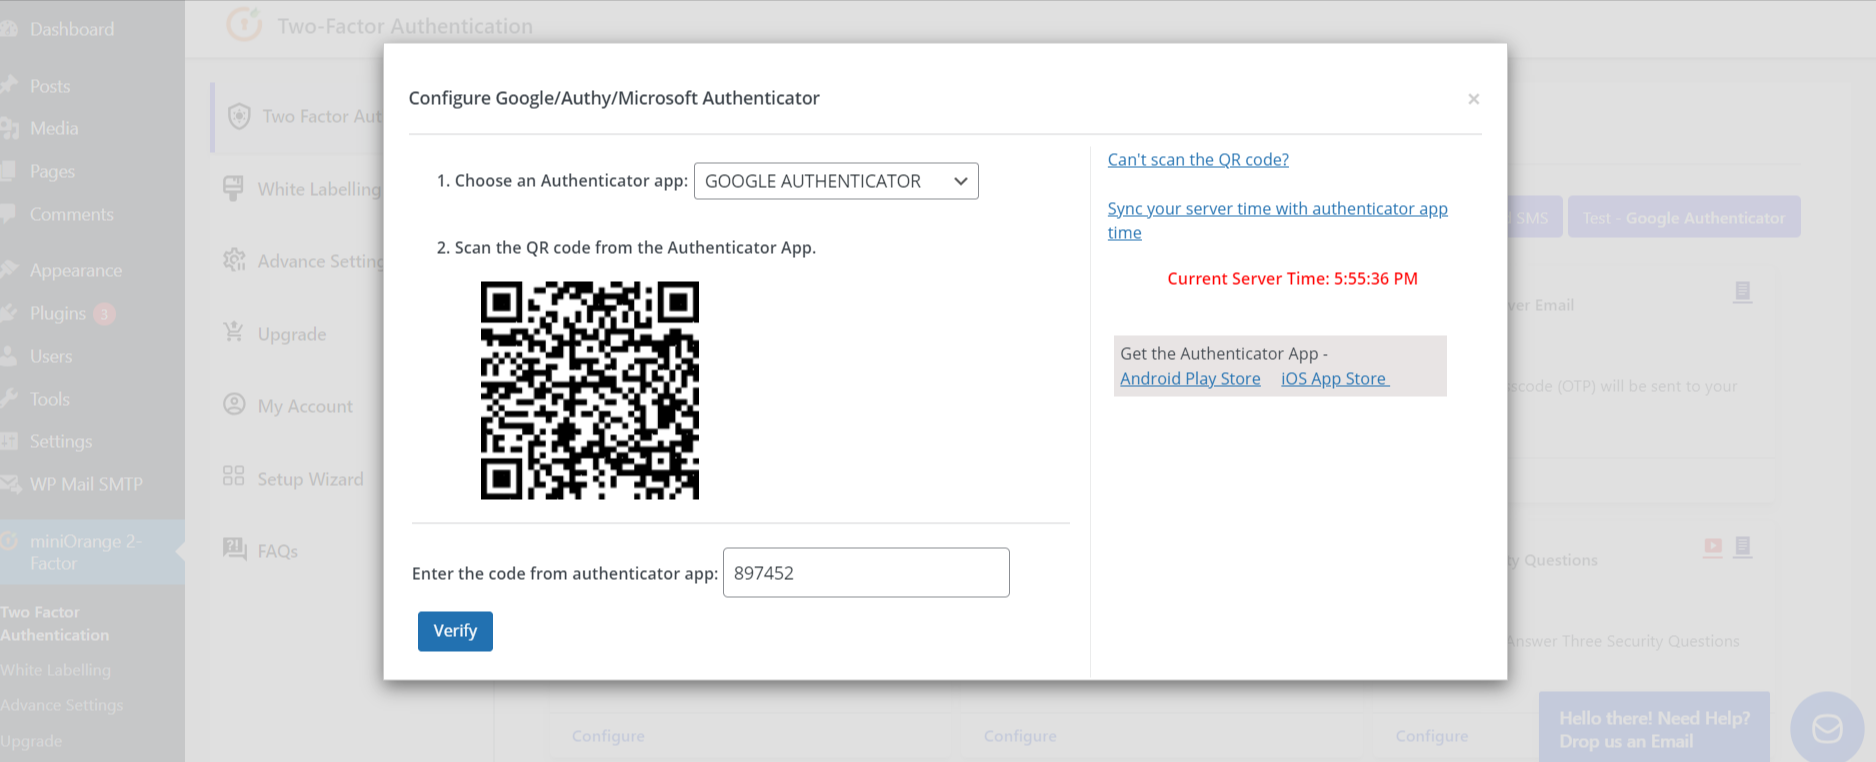 Dashboard
Posts
Media
Pages
Comments
Appearance
Plugins 3
Users
Tools
Settings
WP Mail SMTP
miniOrange 2-
Factor
Two Factor
Authentication
White Labelling
Advance Settings
Upgrade
Two-Factor Authentication
Two Factor Aut
White Labelling
Advance Setting
Upgrade
My Account
Setup Wizard
FAQs
Configure Google/Authy/Microsoft Authenticator
×
1. Choose an Authenticator app: GOOGLE AUTHENTICATOR
2. Scan the QR code from the Authenticator App.
Enter the code from authenticator app: 897452
Verify
Can't scan the QR code?
Sync your server time with authenticator app
time
Current Server Time: 5:55:36 PM
Get the Authenticator App -
Android Play Store iOS App Store
SMS
Test - Google Authenticator
ver Email
scode (OTP) will be sent to your
ty Questions
Answer Three Security Questions
Configure
Configure
Configure
Hello there! Need Help?
Drop us an Email